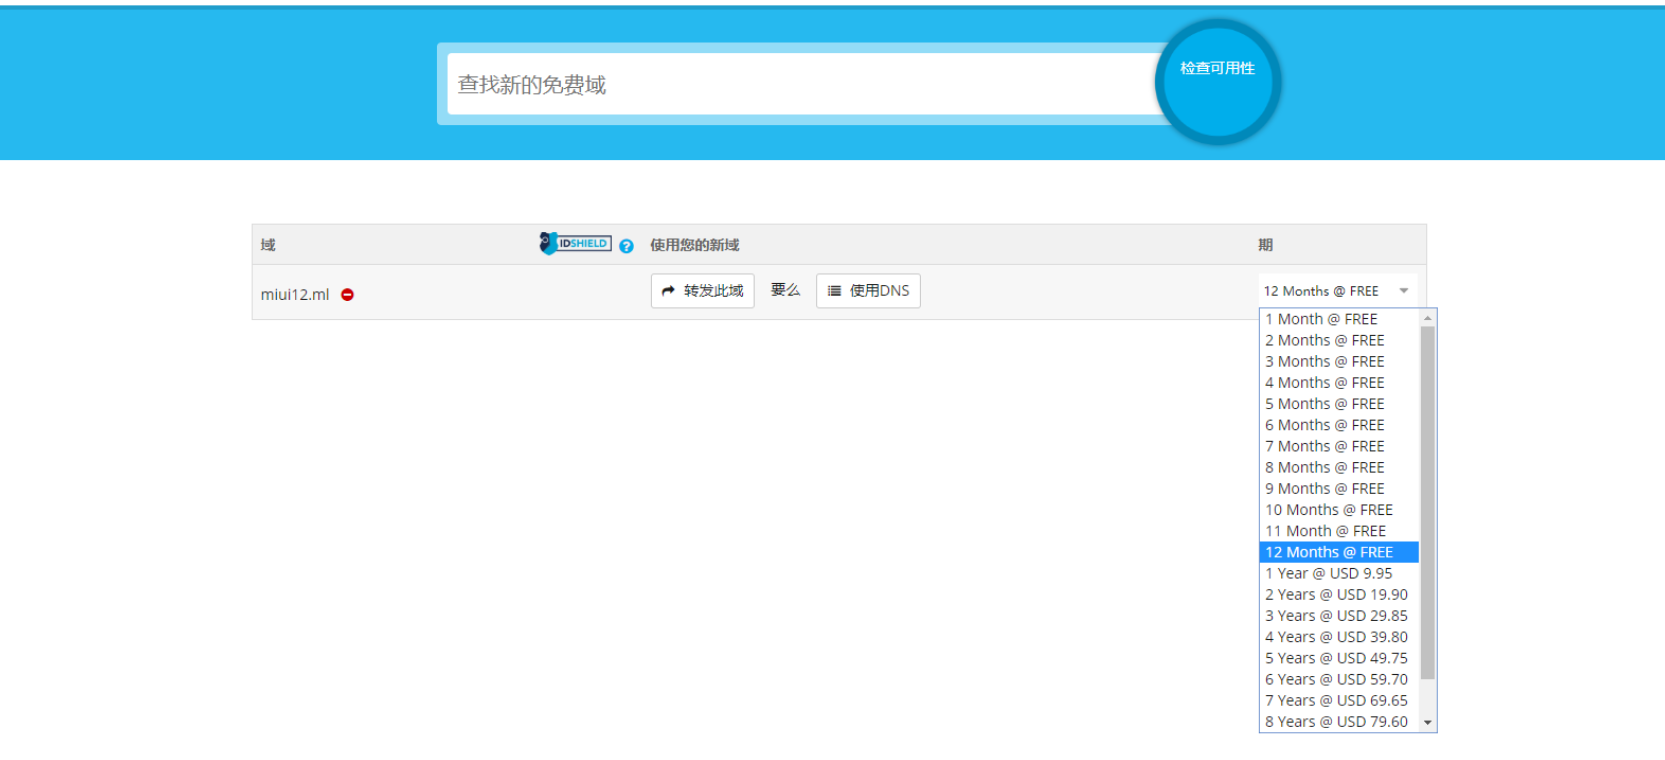 查找新的免费域
检查可用性
域
IDSHIELD ?
使用您的新域
期
miui12.ml
转发此域
要么
使用DNS
12 Months @ FREE
1 Month @ FREE
2 Months @ FREE
3 Months @ FREE
4 Months @ FREE
5 Months @ FREE
6 Months @ FREE
7 Months @ FREE
8 Months @ FREE
9 Months @ FREE
10 Months @ FREE
11 Month @ FREE
12 Months @ FREE
1 Year @ USD 9.95
2 Years @ USD 19.90
3 Years @ USD 29.85
4 Years @ USD 39.80
5 Years @ USD 49.75
6 Years @ USD 59.70
7 Years @ USD 69.65
8 Years @ USD 79.60